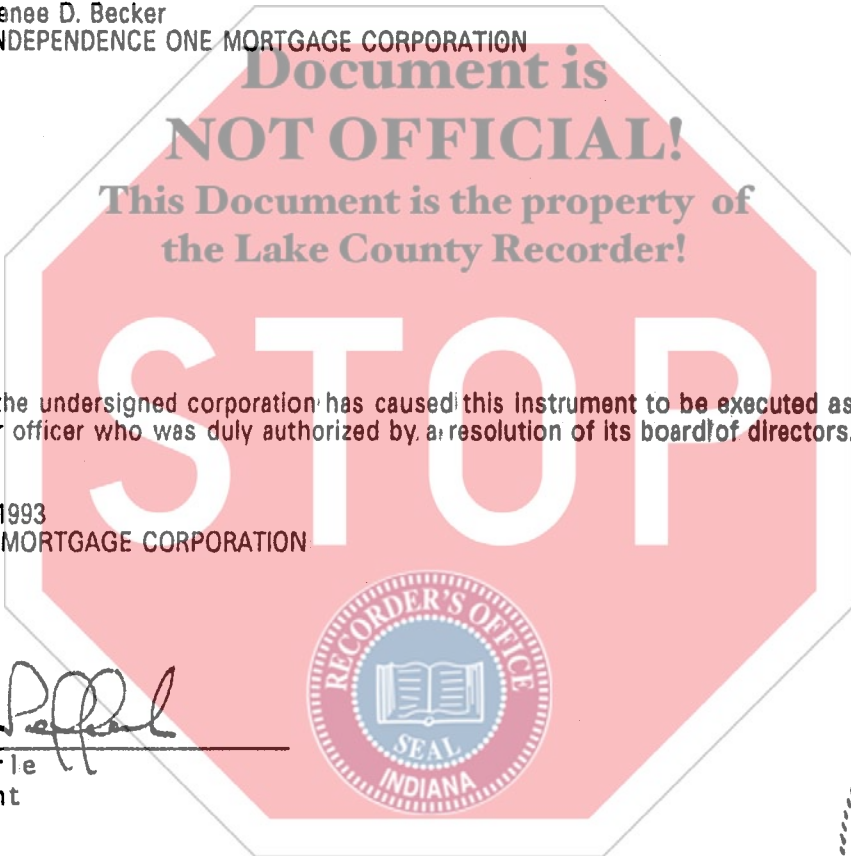 enee D. Becker
NDEPENDENCE ONE MORTGAGE CORPORATION
Document is
NOT OFFICIAL!
This Document is the property of
the Lake County Recorder!
STOP
the undersigned corporation has caused this instrument to be executed as
r officer who was duly authorized by a resolution of its board of directors.
1993
MORTGAGE CORPORATION
RECORDER'S OFFICE
SEAL
INDIANA
rle
nt